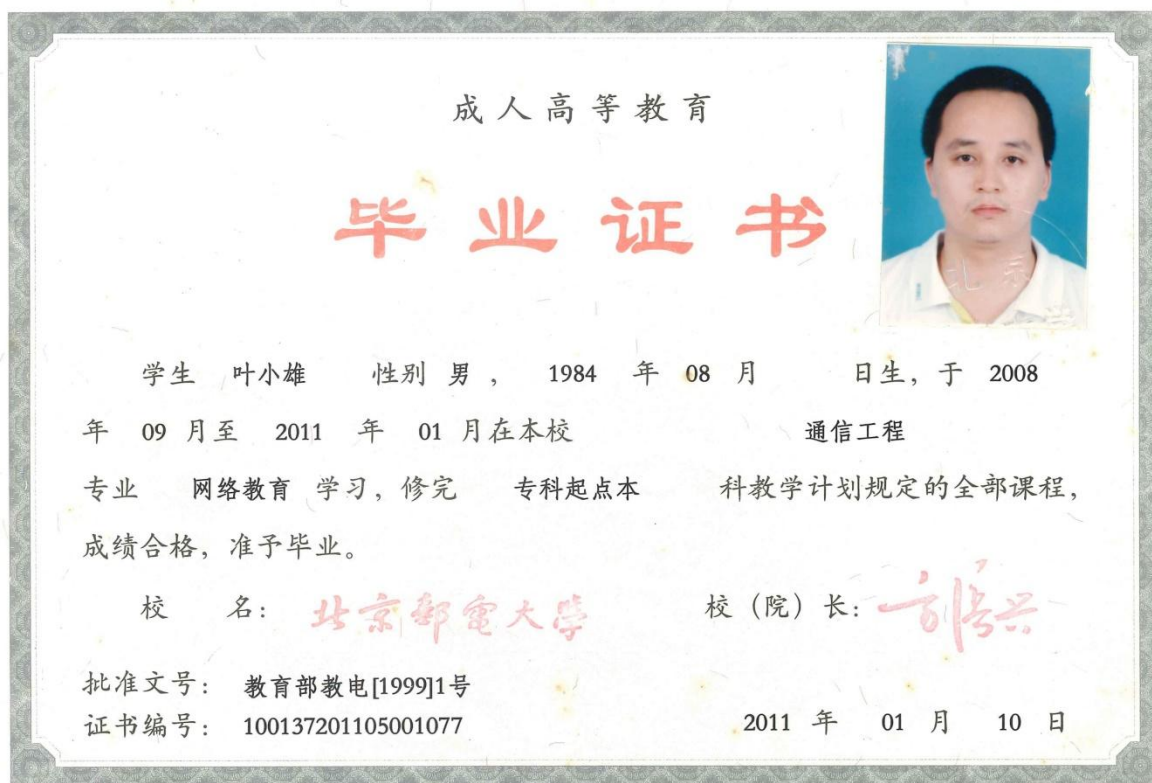 成人高等教育
毕业证书
学生 叶小雄 性别 男 , 1984 年 08 月 日生, 于 2008
年 09 月至 2011 年 01 月在本校 通信工程
专业 网络教育 学习, 修完 专科起点本 科教学计划规定的全部课程,
成绩合格, 准予毕业。
校 名: 北京邮电大学 校 (院) 长: 方滨兴
批准文号: 教育部教电[1999]1号
证书编号: 100137201105001077 2011 年 01 月 10 日